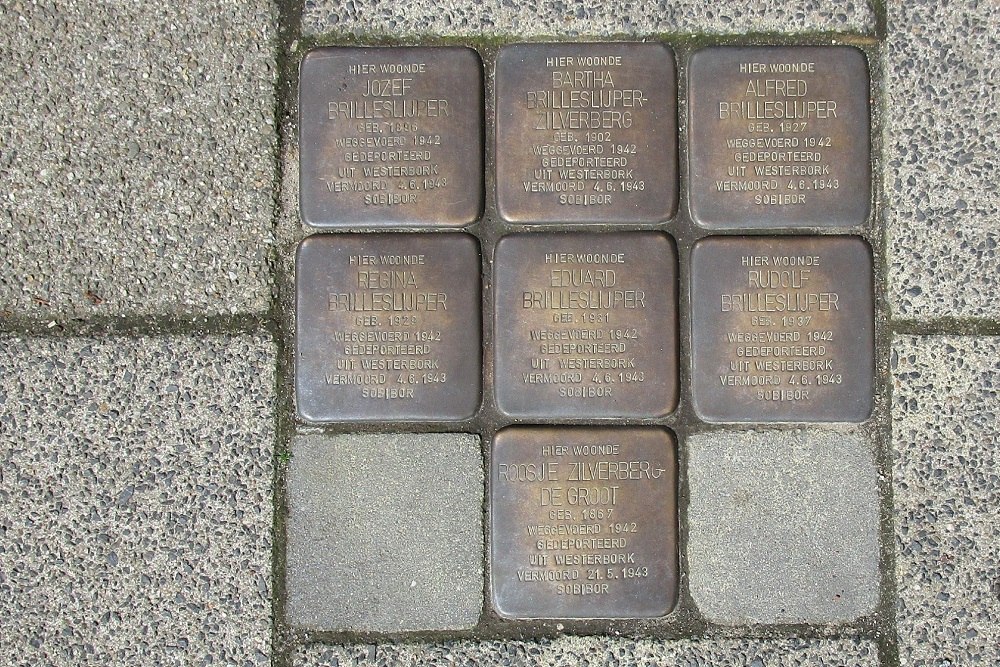 HIER WOONDE
JOZEF
BRILLESLIJPER
GEB. 1896
WEGGEVOERD 1942
GEDEPORTEERD
UIT WESTERBORK
VERMOORD 4.6.1943
SOBIBOR
HIER WOONDE
BARTHA
BRILLESLIJPER-
ZILVERBERG
GEB. 1902
WEGGEVOERD 1942
GEDEPORTEERD
UIT WESTERBORK
VERMOORD 4.6.1943
SOBIBOR
HIER WOONDE
ALFRED
BRILLESLIJPER
GEB. 1927
WEGGEVOERD 1942
GEDEPORTEERD
UIT WESTERBORK
VERMOORD 4.6.1943
SOBIBOR
HIER WOONDE
REGINA
BRILLESLIJPER
GEB. 1929
WEGGEVOERD 1942
GEDEPORTEERD
UIT WESTERBORK
VERMOORD 4.6.1943
SOBIBOR
HIER WOONDE
EDUARD
BRILLESLIJPER
GEB. 1931
WEGGEVOERD 1942
GEDEPORTEERD
UIT WESTERBORK
VERMOORD 4.6.1943
SOBIBOR
HIER WOONDE
RUDOLF
BRILLESLIJPER
GEB. 1937
WEGGEVOERD 1942
GEDEPORTEERD
UIT WESTERBORK
VERMOORD 4.6.1943
SOBIBOR
HIER WOONDE
ROOSJE ZILVERBERG-
DE GROOT
GEB. 1867
WEGGEVOERD 1942
GEDEPORTEERD
UIT WESTERBORK
VERMOORD 21.5.1943
SOBIBOR